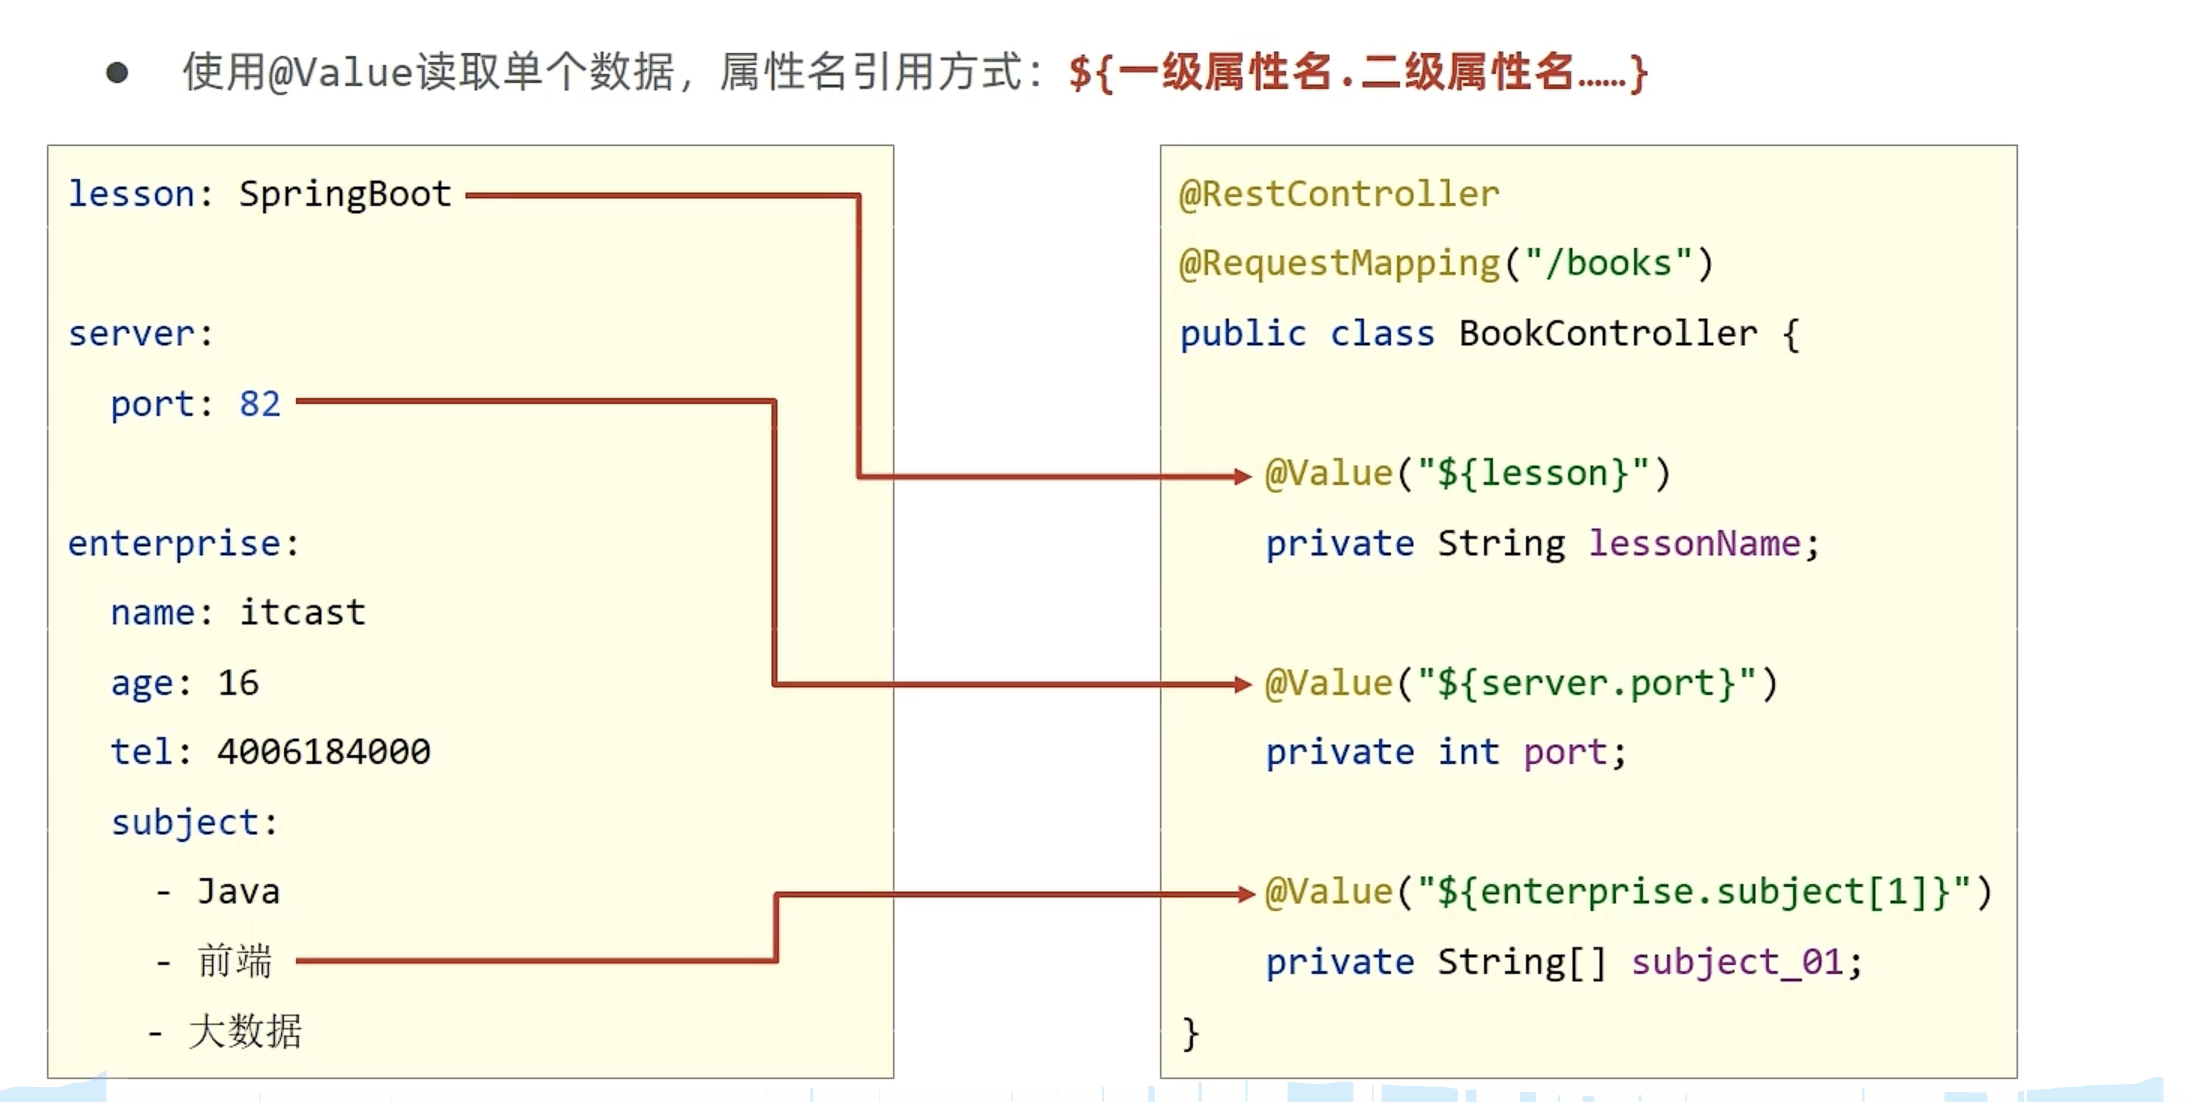 ● 使用@Value读取单个数据，属性名引用方式：${一级属性名.二级属性名……}
lesson: SpringBoot
server:
port: 82
enterprise:
name: itcast
age: 16
tel: 4006184000
subject:
- Java
- 前端
- 大数据
@RestController
@RequestMapping("/books")
public class BookController {
@Value("${lesson}")
private String lessonName;
@Value("${server.port}")
private int port;
@Value("${enterprise.subject[1]}")
private String[] subject_01;
}